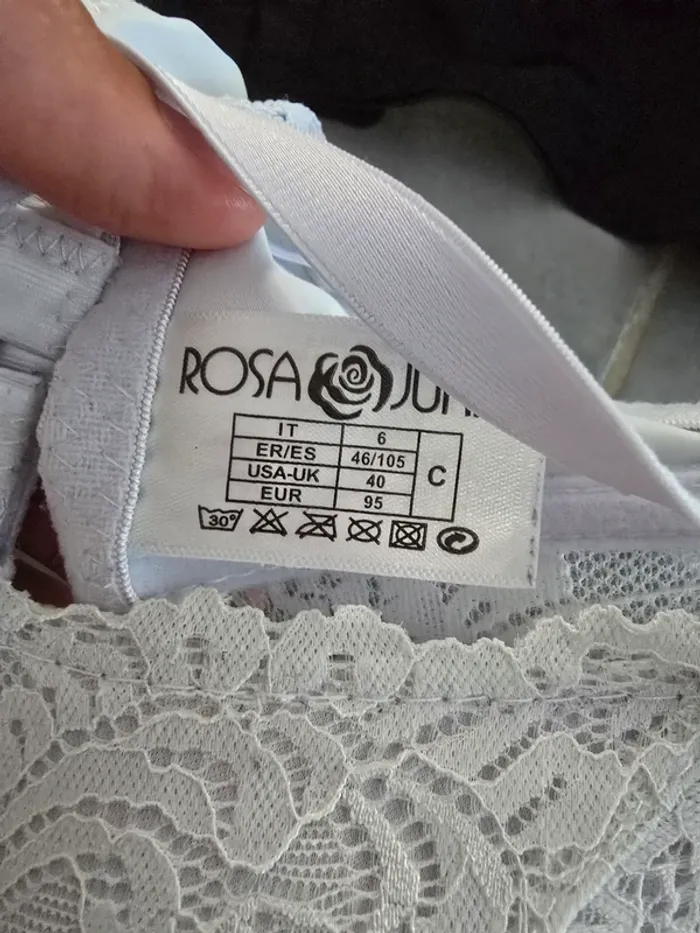 ROSA
IT 6 C
ER/ES 46/105
USA-UK 40
EUR 95
30°